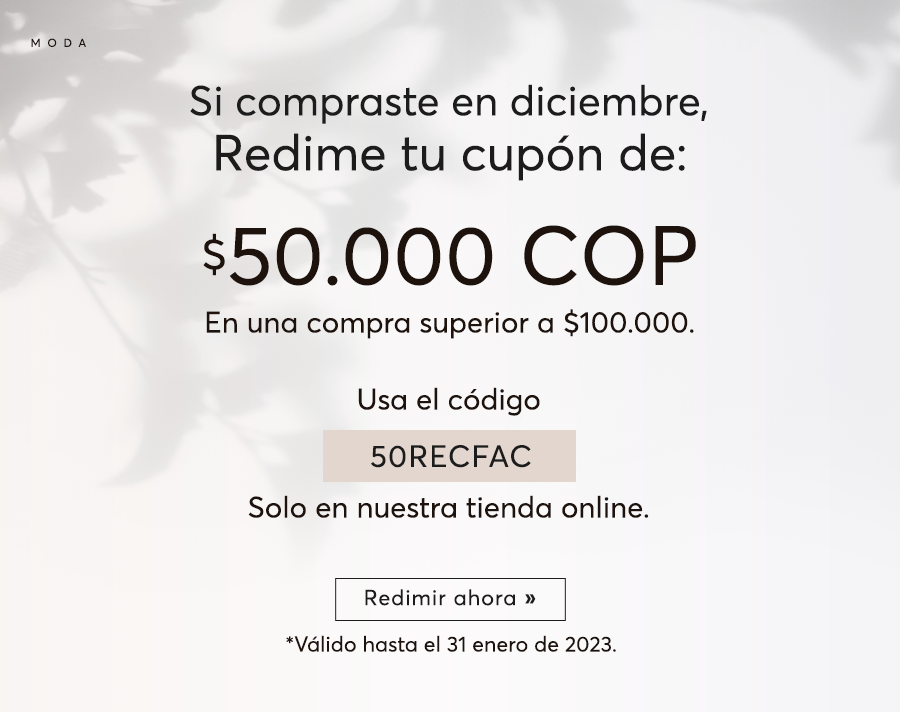 MODA
Si compraste en diciembre,
Redime tu cupón de:
$50.000 COP
En una compra superior a $100.000.
Usa el código
50RECFAC
Solo en nuestra tienda online.
Redimir ahora »
*Válido hasta el 31 enero de 2023.